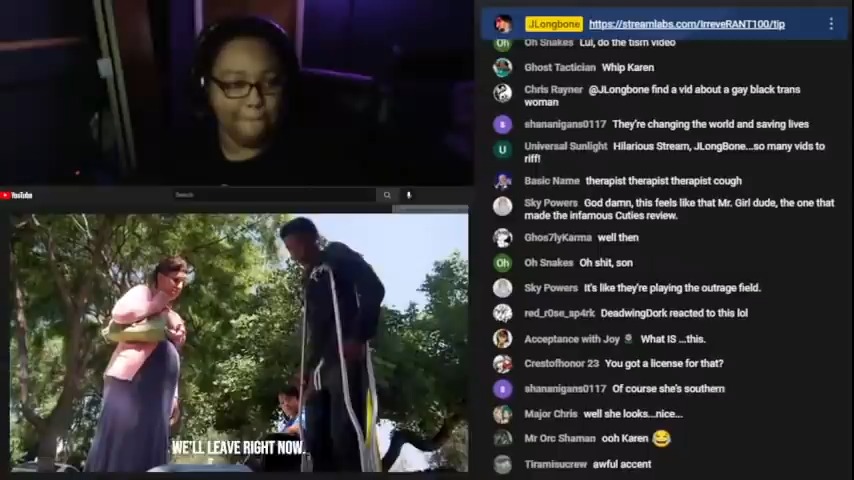 JLongbone https://streamlabs.com/IrreveRANT100/tip
Oh Oh Snakes Lul, do the tism video
Ghost Tactician Whip Karen
Chris Rayner @JLongbone find a vid about a gay black trans
woman
S shananigans0117 They're changing the world and saving lives
U Universal Sunlight Hilarious Stream, JLongBone...so many vids to
riff!
Basic Name therapist therapist therapist cough
Sky Powers God damn, this feels like that Mr. Girl dude, the one that
made the infamous Cuties review.
Ghos7lyKarma well then
Oh Oh Snakes Oh shit, son
Sky Powers It's like they're playing the outrage field.
red_r0se_sp4rk DeadwingDork reacted to this lol
Acceptance with Joy What IS ...this.
Crestofhonor 23 You got a license for that?
S shananigans0117 Of course she's southern
Major Chris well she looks...nice...
Mr Orc Shaman ooh Karen 😂
Tiramisucrew awful accent
YouTube Search
WE'LL LEAVE RIGHT NOW.